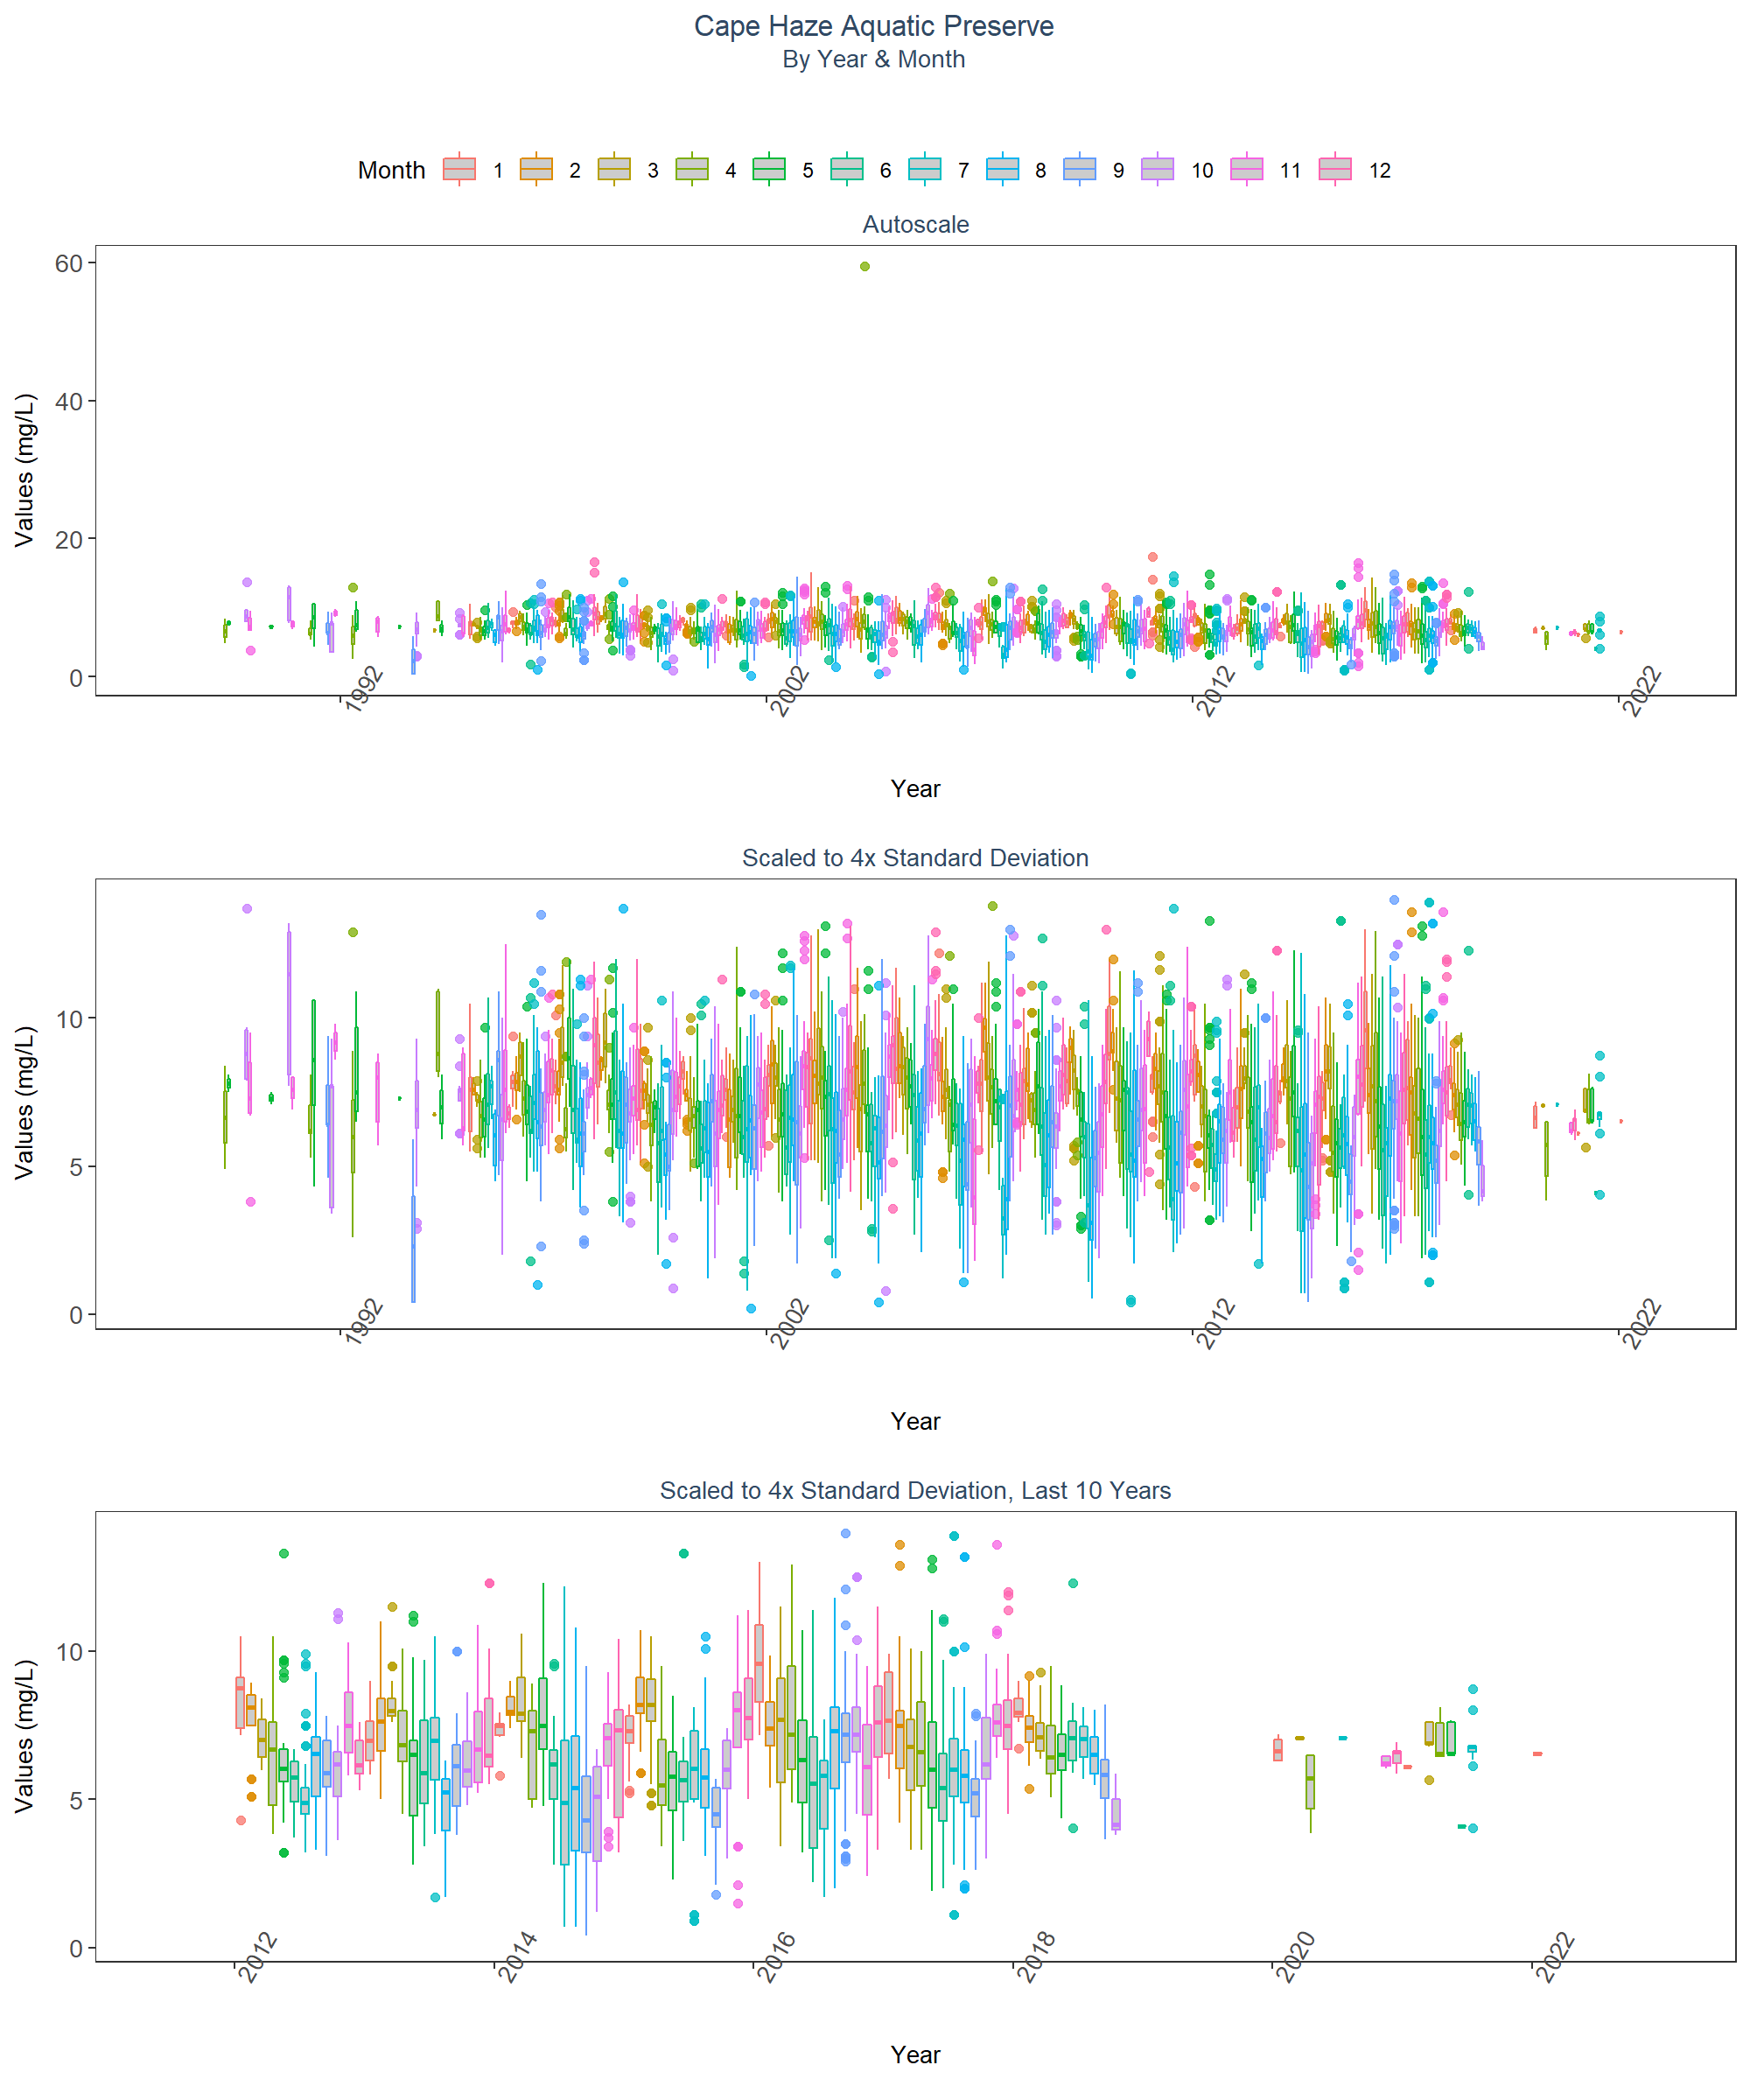 Cape Haze Aquatic Preserve
By Year & Month
Month 1 2 3 4 5 6 7 8 9 10 11 12
Autoscale
Values (mg/L)
60
40
20
0
1992 2002 2012 2022
Year
Scaled to 4x Standard Deviation
Values (mg/L)
10
5
0
1992 2002 2012 2022
Year
Scaled to 4x Standard Deviation, Last 10 Years
Values (mg/L)
10
5
0
2012 2014 2016 2018 2020 2022
Year